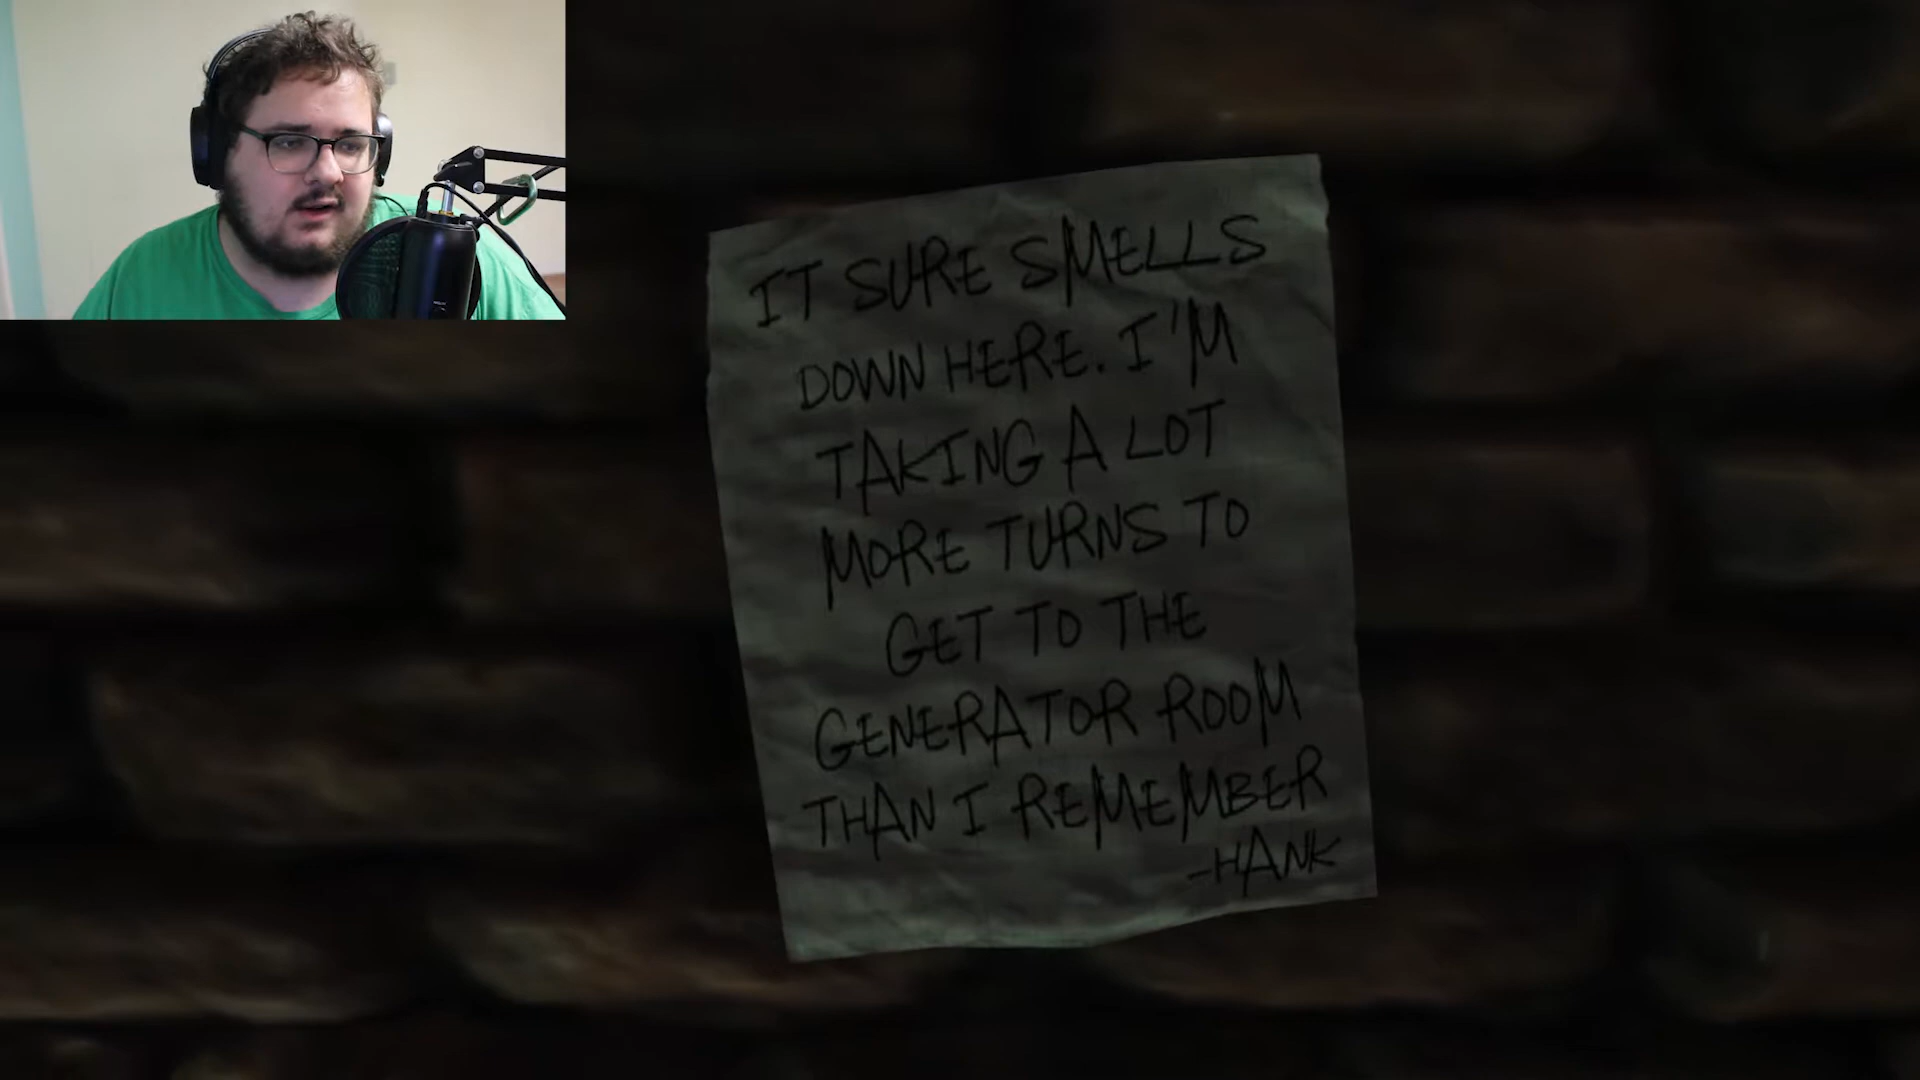 IT SURE SMELLS
DOWN HERE. I'M
TAKING A LOT
MORE TURNS TO
GET TO THE
GENERATOR ROOM
THAN I REMEMBER
-HANK